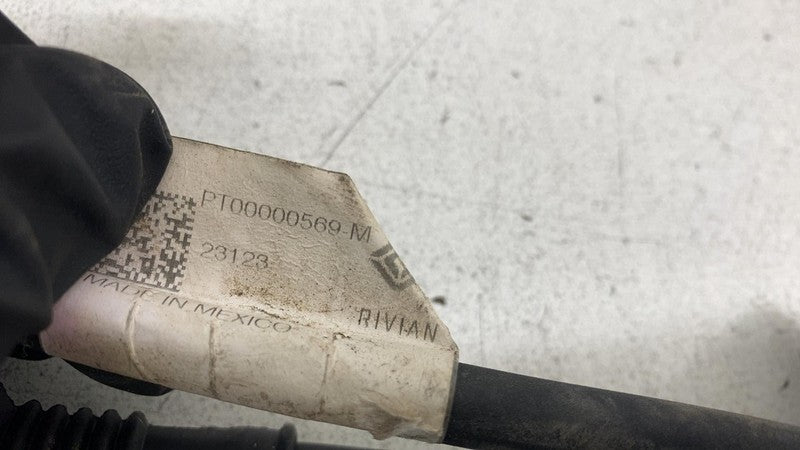 PT00000569-M
23123
MADE IN MEXICO
RIVIAN